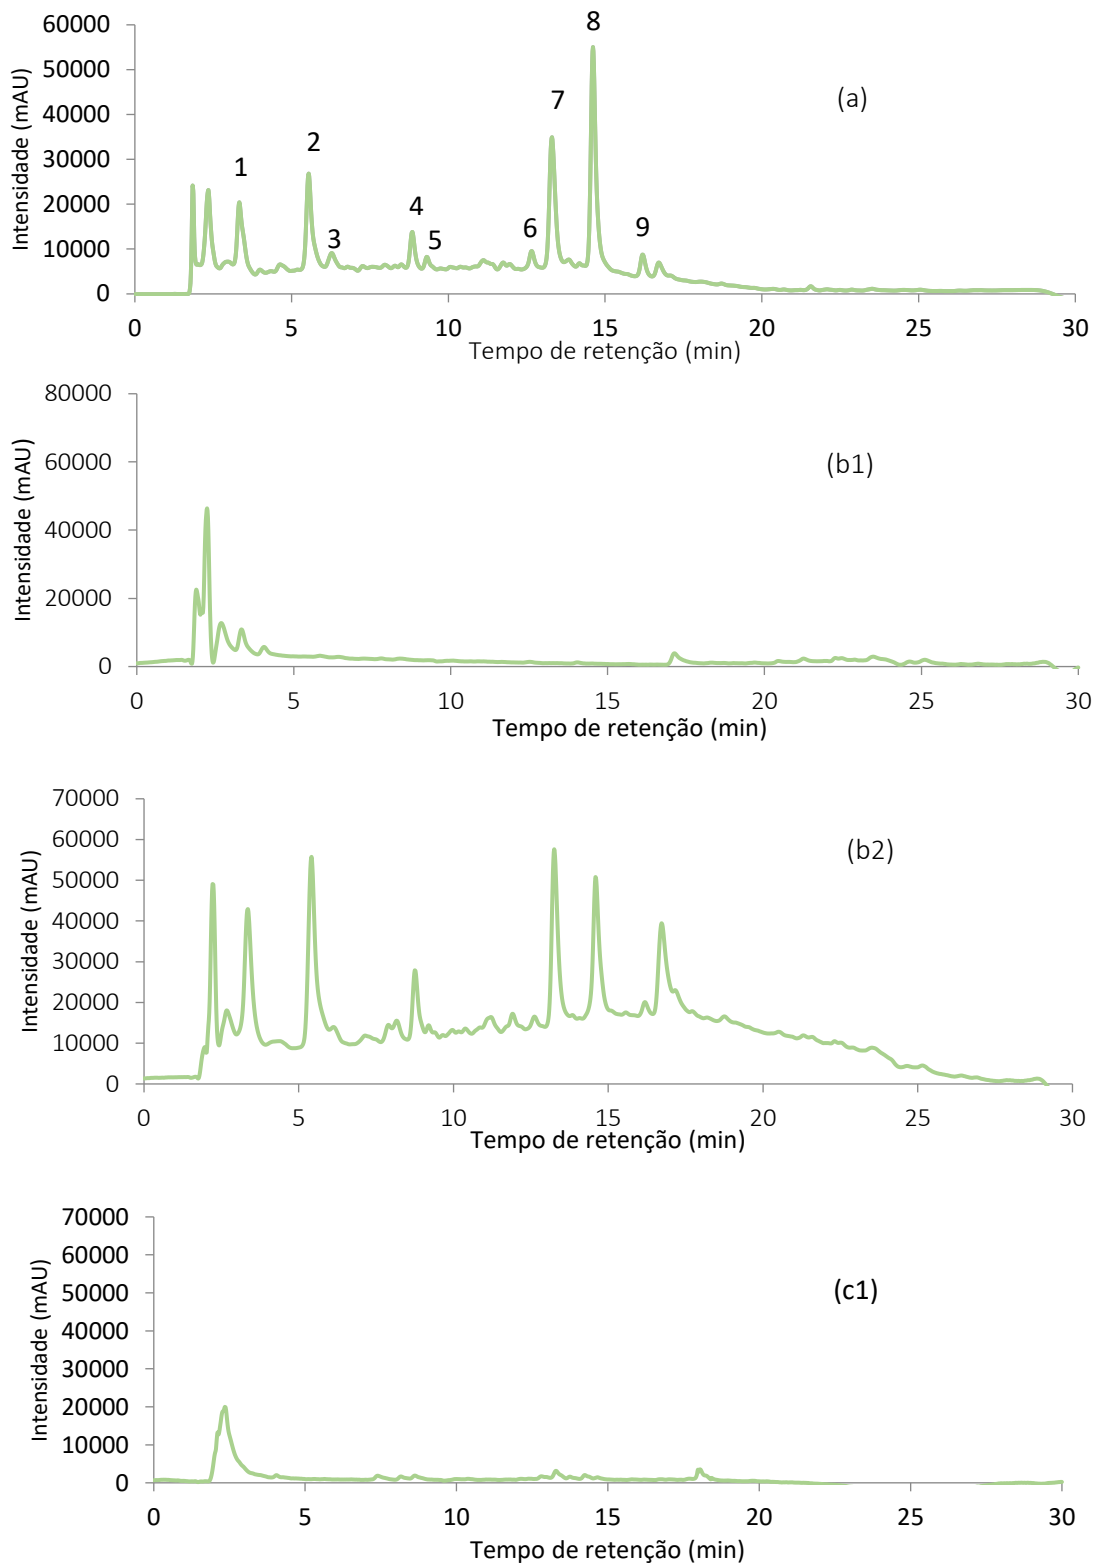 60000
50000
40000
30000
20000
10000
0
Intensidade (mAU)
1
2
3
4
5
6
7
8
9
(a)
0 5 10 15 20 25 30
Tempo de retenção (min)
80000
60000
40000
20000
0
Intensidade (mAU)
(b1)
0 5 10 15 20 25 30
Tempo de retenção (min)
70000
60000
50000
40000
30000
20000
10000
0
Intensidade (mAU)
(b2)
0 5 10 15 20 25 30
Tempo de retenção (min)
70000
60000
50000
40000
30000
20000
10000
0
Intensidade (mAU)
(c1)
0 5 10 15 20 25 30
Tempo de retenção (min)